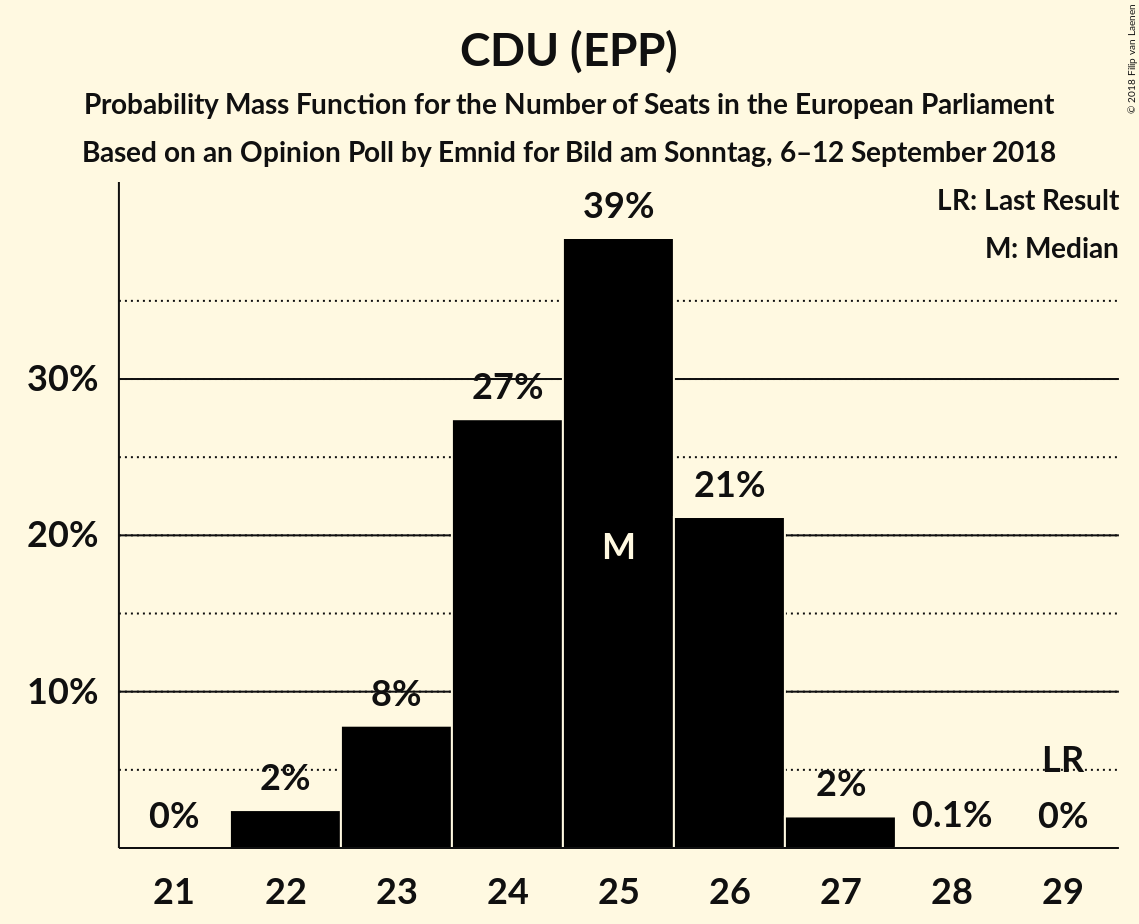 CDU (EPP)
Probability Mass Function for the Number of Seats in the European Parliament
Based on an Opinion Poll by Emnid for Bild am Sonntag, 6–12 September 2018
© 2018 Filip van Laenen
LR: Last Result
M: Median
39%
30%
27%
21%
20%
M
10%
8%
2%
2%
LR
0%
0.1%
0%
21 22 23 24 25 26 27 28 29